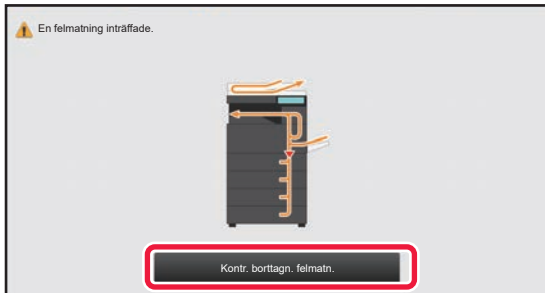 En felmatning inträffade.
Kontr. borttagn. felmatn.